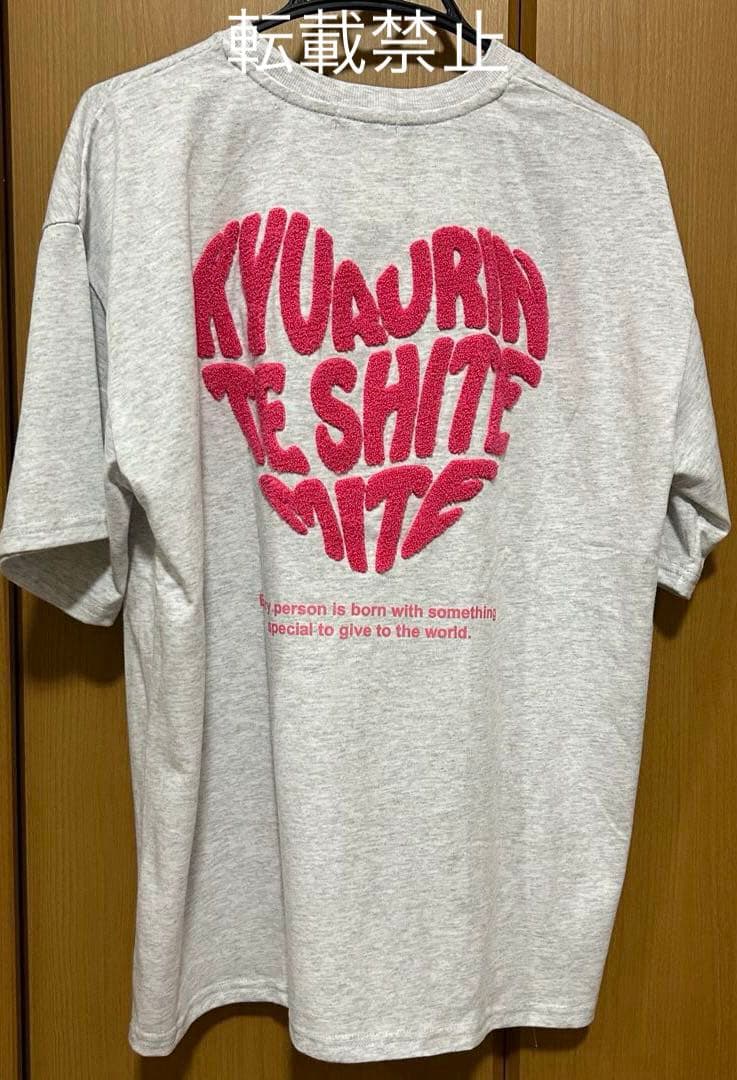 転載禁止
KYUAURIN
TE SHITE
MITE
person is born with something
special to give to the world.